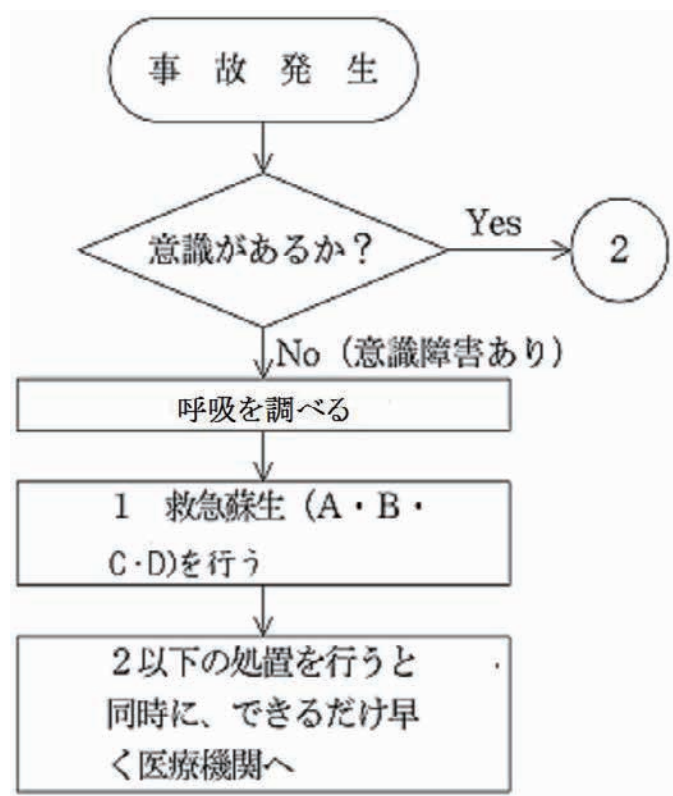 事故発生
意識があるか？
Yes
2
No（意識障害あり）
呼吸を調べる
1 救急蘇生（A・B・
C・D)を行う
2以下の処置を行うと
同時に、できるだけ早
く医療機関へ